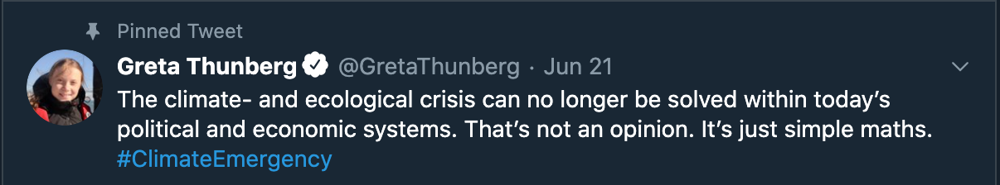 Pinned Tweet
Greta Thunberg @GretaThunberg · Jun 21
The climate- and ecological crisis can no longer be solved within today’s
political and economic systems. That’s not an opinion. It’s just simple maths.
#ClimateEmergency